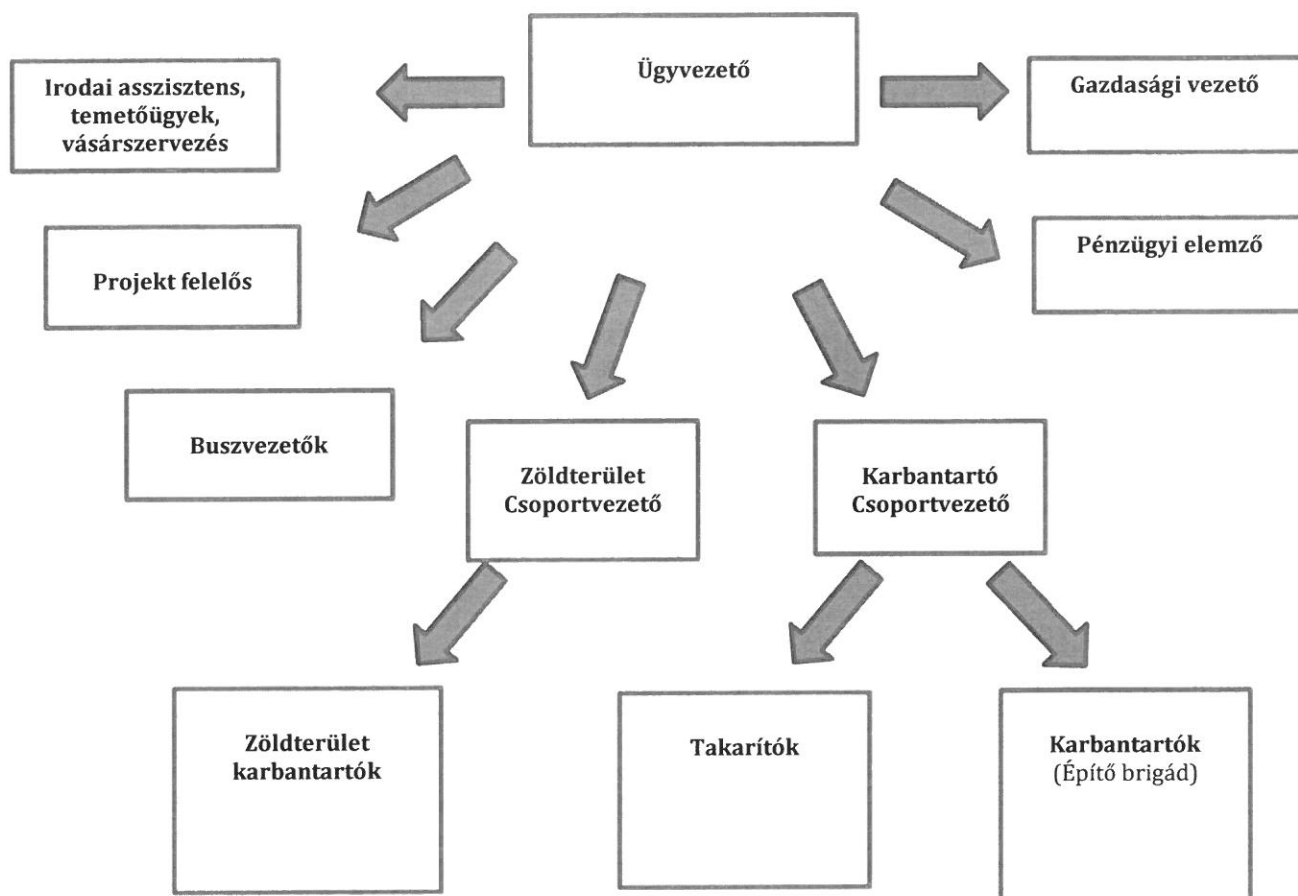 Ügyvezető
Irodai asszisztens,
temetőügyek,
vásárszervezés
Gazdasági vezető
Projekt felelős
Pénzügyi elemző
Buszvezetők
Zöldterület
Csoportvezető
Karbantartó
Csoportvezető
Zöldterület
karbantartók
Takarítók
Karbantartók
(Építő brigád)